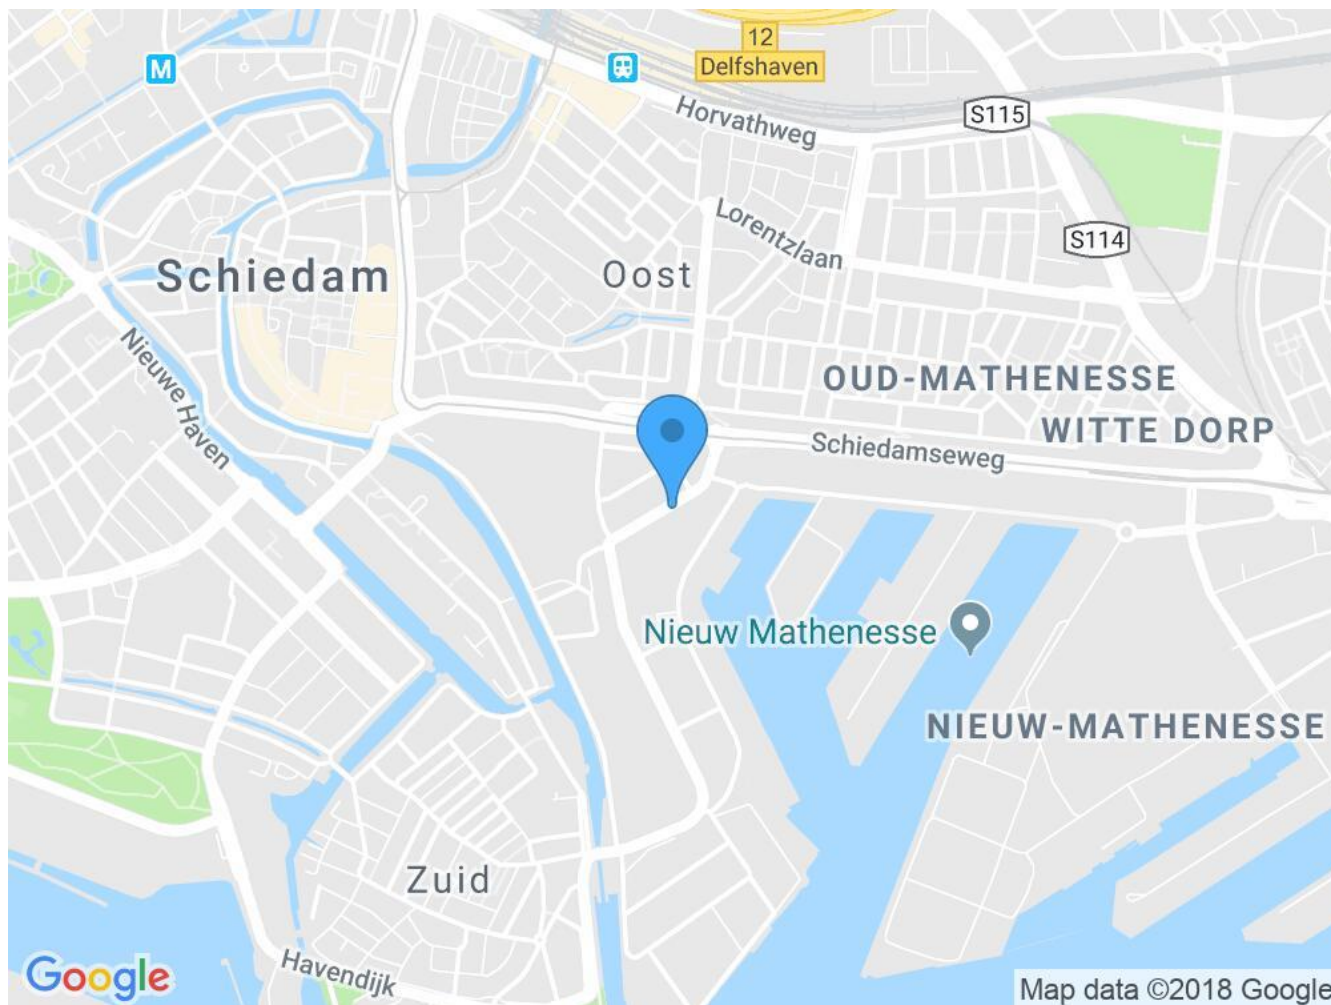 12
Delfshaven
M
Horvathweg
S115
Lorentzlaan
S114
Schiedam
Oost
Nieuwe Haven
OUD-MATHENESSE
WITTE DORP
Schiedamseweg
Nieuw Mathenesse
NIEUW-MATHENESSE
Zuid
Havendijk
Google
Map data ©2018 Google